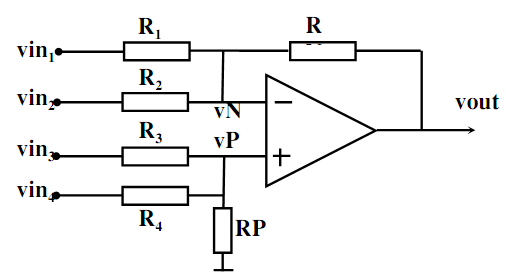 R₁
R
vin₁
R₂
vin₂
vN
vout
R₃
vP
vin₃
vin₄
R₄
RP